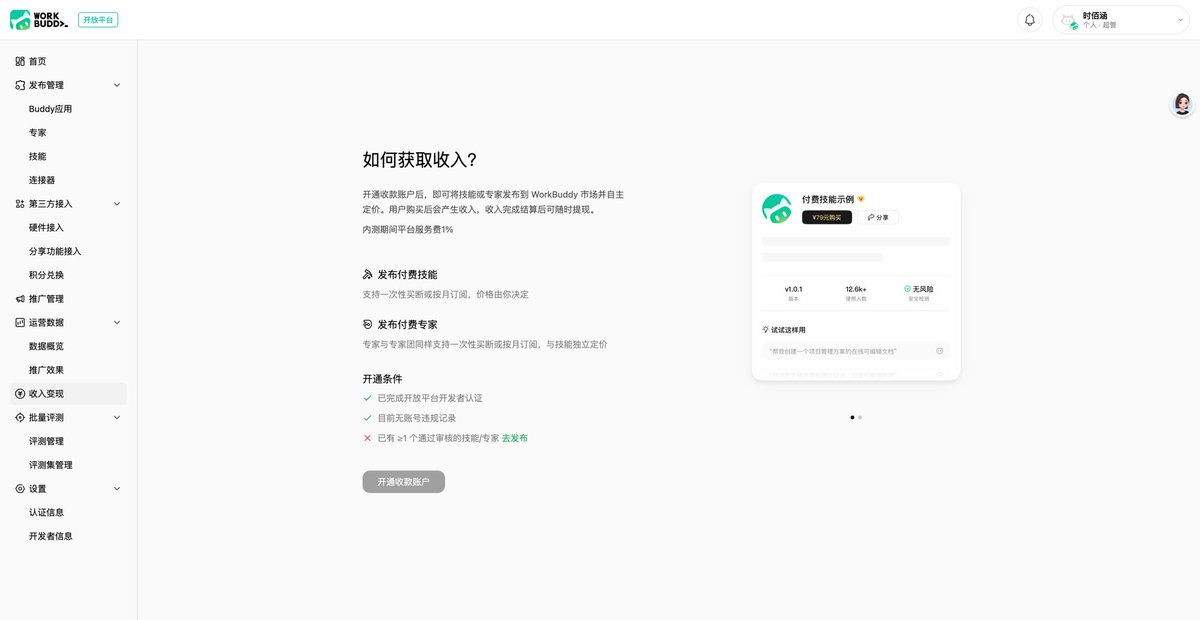 WORK
BUDD>_
开放平台
时佰涵
个人 · 超管
首页
发布管理
Buddy应用
专家
技能
连接器
第三方接入
硬件接入
分享功能接入
积分兑换
推广管理
运营数据
数据概览
推广效果
收入变现
批量评测
评测管理
评测集管理
设置
认证信息
开发者信息
如何获取收入?
开通收款账户后，即可将技能或专家发布到 WorkBuddy 市场并自主
定价。用户购买后会产生收入，收入完成结算后可随时提现。
内测期间平台服务费1%
发布付费技能
支持一次性买断或按月订阅，价格由你决定
发布付费专家
专家与专家团同样支持一次性买断或按月订阅，与技能独立定价
开通条件
已完成开放平台开发者认证
目前无账号违规记录
已有 ≥1 个通过审核的技能/专家 去发布
开通收款账户
付费技能示例
¥79元购买
分享
v1.0.1
版本
12.6k+
使用人数
无风险
安全检测
试试这样用
"帮我创建一个项目管理方案的在线可编辑文档"